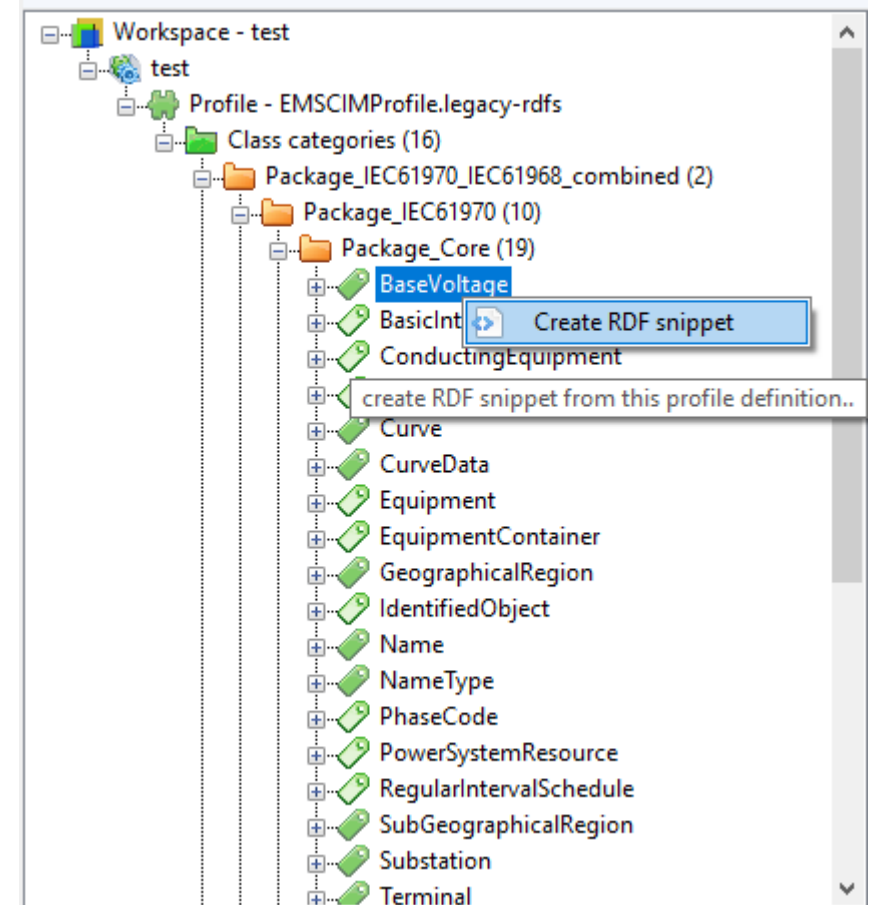 Workspace - test
test
Profile - EMSCIMProfile.legacy-rdfs
Class categories (16)
Package_IEC61970_IEC61968_combined (2)
Package_IEC61970 (10)
Package_Core (19)
BaseVoltage
BasicInt
Create RDF snippet
ConductingEquipment
create RDF snippet from this profile definition..
Curve
CurveData
Equipment
EquipmentContainer
GeographicalRegion
IdentifiedObject
Name
NameType
PhaseCode
PowerSystemResource
RegularIntervalSchedule
SubGeographicalRegion
Substation
Terminal